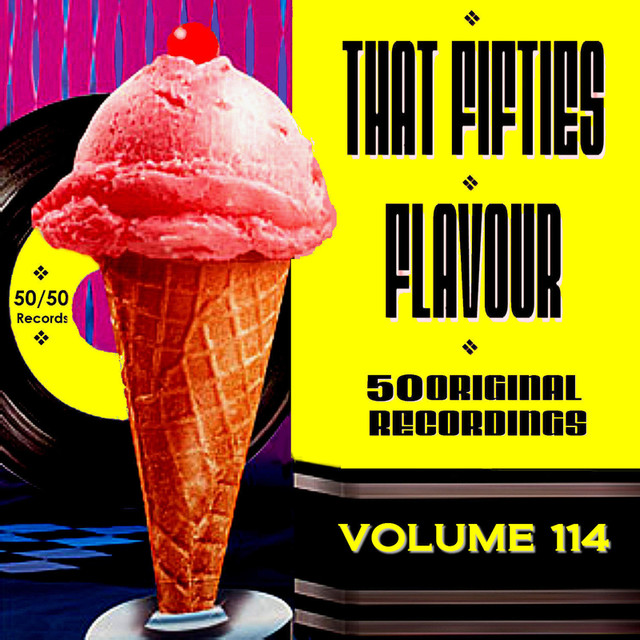 THAT FIFTIES
FLAVOUR
50 ORIGINAL
RECORDINGS
50/50
Records
VOLUME 114